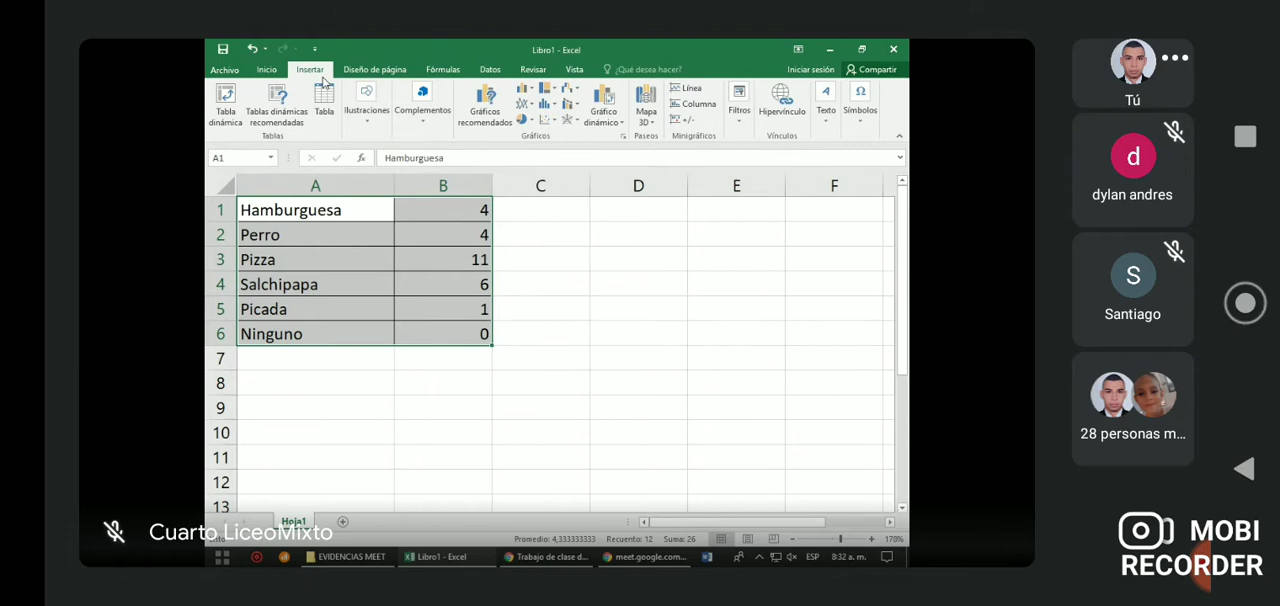 Libro1 - Excel
Archivo Inicio Insertar Diseño de página Fórmulas Datos Revisar Vista ¿Qué desea hacer? Iniciar sesión Compartir
Tabla dinámica
Tablas dinámicas recomendadas
Tabla
Ilustraciones
Complementos
Gráficos recomendados
Gráfico dinámico
Mapa 3D
Línea
Columna
+/-
Filtros
Hipervínculo
Texto
Símbolos
Tablas Gráficos Paseos Minigráficos Vínculos
A1 fx Hamburguesa
A B C D E F
1 Hamburguesa 4
2 Perro 4
3 Pizza 11
4 Salchipapa 6
5 Picada 1
6 Ninguno 0
7
8
9
10
11
12
13
Hoja1
Cuarto LiceoMixto
Promedio: 4,333333333 Recuento: 12 Suma: 26 178%
EVIDENCIAS MEET Libro1 - Excel Trabajo de clase d... meet.google.com... ESP 8:32 a. m.
Tú
d
dylan andres
S
Santiago
28 personas m...
MOBI
RECORDER